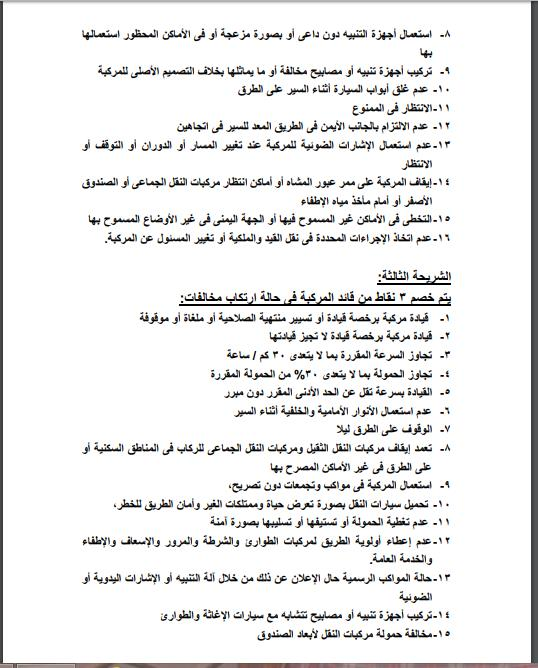 ٨- استعمال أجهزة التنبيه دون داعى أو بصورة مزعجة أو فى الأماكن المحظور استعمالها
بها
٩- تركيب أجهزة تنبيه أو مصابيح مخالفة أو ما يماثلها بخلاف التصميم الأصلى للمركبة
١٠- عدم غلق أبواب السيارة أثناء السير على الطرق
١١-الانتظار فى الممنوع
١٢- عدم الالتزام بالجانب الأيمن فى الطريق المعد للسير فى اتجاهين
١٣-عدم استعمال الإشارات الضوئية للمركبة عند تغيير المسار أو الدوران أو التوقف أو
الانتظار
١٤-إيقاف المركبة على ممر عبور المشاه أو أماكن انتظار مركبات النقل الجماعى أو الصندوق
الأصفر أو أمام مأخذ مياه الإطفاء
١٥-التخطى فى الأماكن غير المسموح فيها أو الجهة اليمنى فى غير الأوضاع المسموح بها
١٦-عدم اتخاذ الإجراءات المحددة فى نقل القيد والملكية أو تغيير المسئول عن المركبة.
الشريحة الثالثة:
يتم خصم ٣ نقاط من قائد المركبة فى حالة ارتكاب مخالفات:
١- قيادة مركبة برخصة قيادة أو تسيير منتهية الصلاحية أو ملغاة أو موقوفة
٢- قيادة مركبة برخصة قيادة لا تجيز قيادتها
٣- تجاوز السرعة المقررة بما لا يتعدى ٣٠ كم / ساعة
٤- تجاوز الحمولة بما لا يتعدى ٣٠% من الحمولة المقررة
٥- القيادة بسرعة تقل عن الحد الأدنى المقرر دون مبرر
٦- عدم استعمال الأنوار الأمامية والخلفية أثناء السير
٧- الوقوف على الطرق ليلا
٨- تعمد إيقاف مركبات النقل الثقيل ومركبات النقل الجماعى للركاب فى المناطق السكنية أو
على الطرق فى غير الأماكن المصرح بها
٩- استعمال المركبة فى مواكب وتجمعات دون تصريح،
١٠- تحميل سيارات النقل بصورة تعرض حياة وممتلكات الغير وأمان الطريق للخطر،
١١- عدم تغطية الحمولة أو تستيفها أو تسليبها بصورة آمنة
١٢-عدم إعطاء أولوية الطريق لمركبات الطوارئ والشرطة والمرور والإسعاف والإطفاء
والخدمة العامة.
١٣-حالة المواكب الرسمية حال الإعلان عن ذلك من خلال آلة التنبيه أو الإشارات اليدوية أو
الضوئية
١٤-تركيب أجهزة تنبيه أو مصابيح تتشابه مع سيارات الإغاثة والطوارئ
١٥-مخالفة حمولة مركبات النقل لأبعاد الصندوق